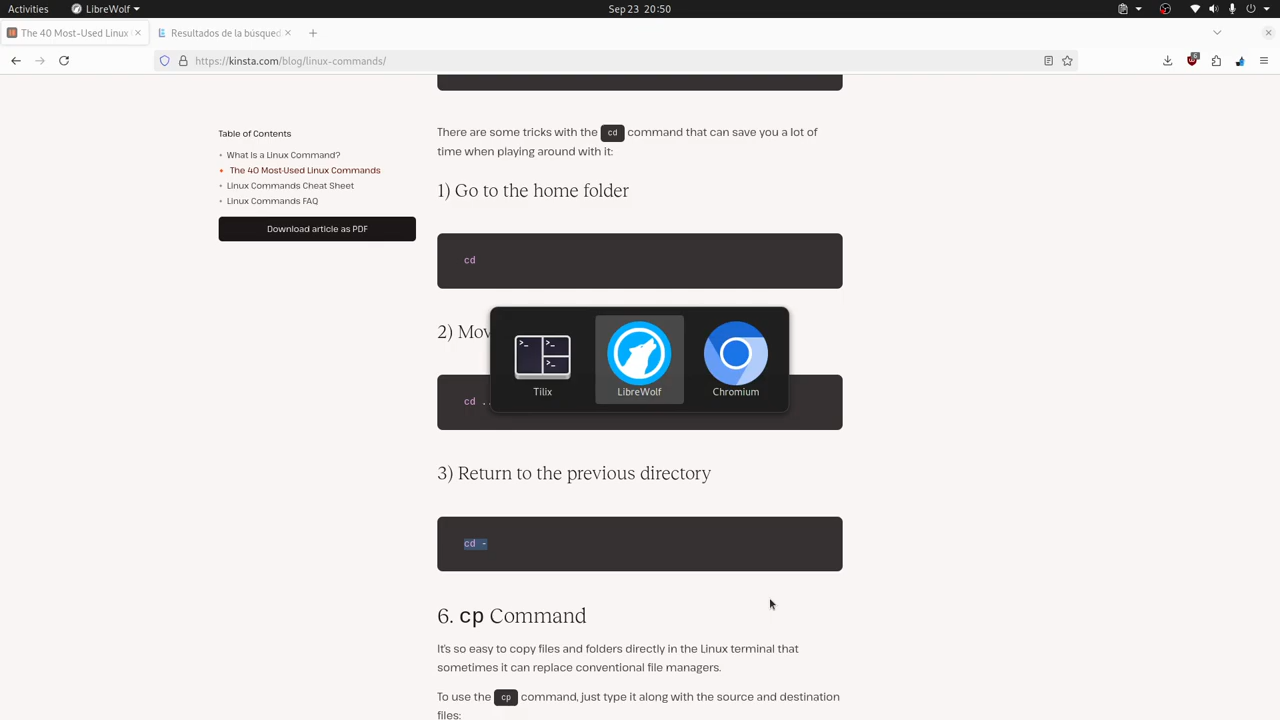 Activities
LibreWolf
Sep 23 20:50
The 40 Most-Used Linux
Resultados de la búsqued
https://kinsta.com/blog/linux-commands/
6
Table of Contents
What Is a Linux Command?
The 40 Most-Used Linux Commands
Linux Commands Cheat Sheet
Linux Commands FAQ
Download article as PDF
There are some tricks with the cd command that can save you a lot of
time when playing around with it:
1) Go to the home folder
cd
2) Mov
cd ..
Tilix
LibreWolf
Chromium
3) Return to the previous directory
cd -
6. cp Command
It's so easy to copy files and folders directly in the Linux terminal that
sometimes it can replace conventional file managers.
To use the cp command, just type it along with the source and destination
files: